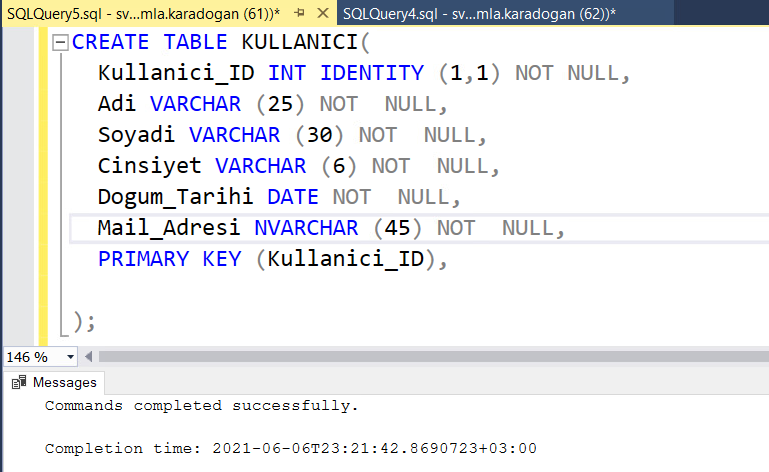 SQLQuery5.sql - sv...mla.karadogan (61))* SQLQuery4.sql - sv...mla.karadogan (62))*
CREATE TABLE KULLANICI(
Kullanici_ID INT IDENTITY (1,1) NOT NULL,
Adi VARCHAR (25) NOT  NULL,
Soyadi VARCHAR (30) NOT  NULL,
Cinsiyet VARCHAR (6) NOT  NULL,
Dogum_Tarihi DATE NOT  NULL,
Mail_Adresi NVARCHAR (45) NOT  NULL,
PRIMARY KEY (Kullanici_ID),
);
146 %
Messages
Commands completed successfully.
Completion time: 2021-06-06T23:21:42.8690723+03:00